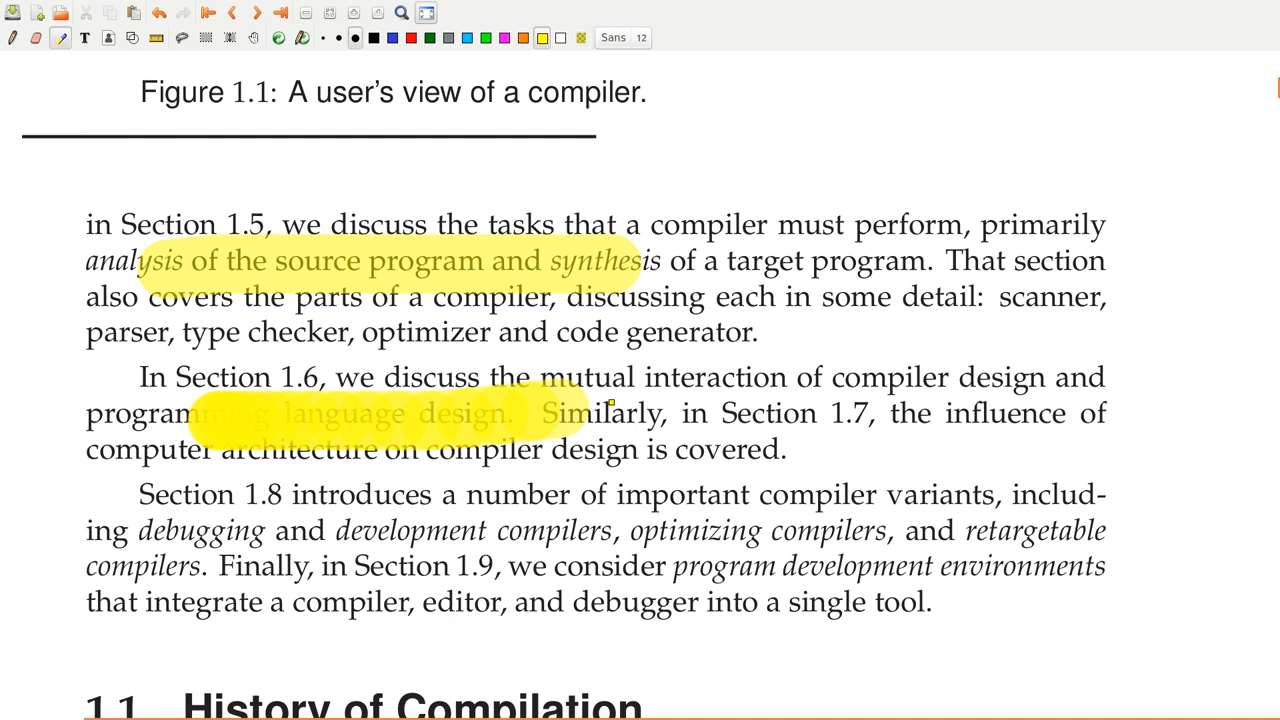 Sans 12
Figure 1.1: A user's view of a compiler.
in Section 1.5, we discuss the tasks that a compiler must perform, primarily
analysis of the source program and synthesis of a target program. That section
also covers the parts of a compiler, discussing each in some detail: scanner,
parser, type checker, optimizer and code generator.
In Section 1.6, we discuss the mutual interaction of compiler design and
programming language design. Similarly, in Section 1.7, the influence of
computer architecture on compiler design is covered.
Section 1.8 introduces a number of important compiler variants, includ-
ing debugging and development compilers, optimizing compilers, and retargetable
compilers. Finally, in Section 1.9, we consider program development environments
that integrate a compiler, editor, and debugger into a single tool.
1.1 History of Compilation